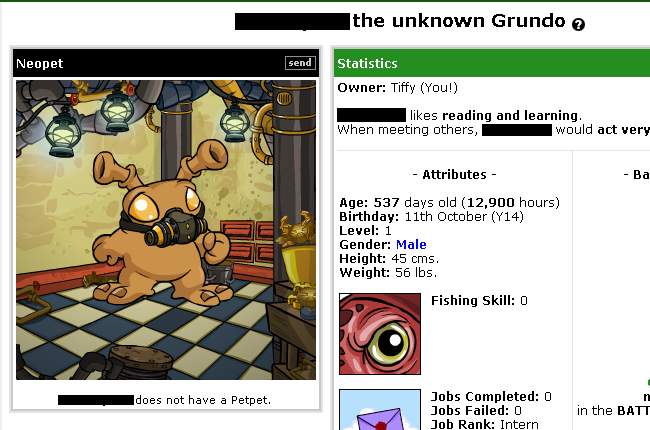 the unknown Grundo ?
Neopet send
does not have a Petpet.
Statistics
Owner: Tiffy (You!)
likes reading and learning.
When meeting others, would act very
- Attributes -
Age: 537 days old (12,900 hours)
Birthday: 11th October (Y14)
Level: 1
Gender: Male
Height: 45 cms.
Weight: 56 lbs.
Fishing Skill: 0
Jobs Completed: 0
Jobs Failed: 0
Job Rank: Intern
- Ba
in the BATT